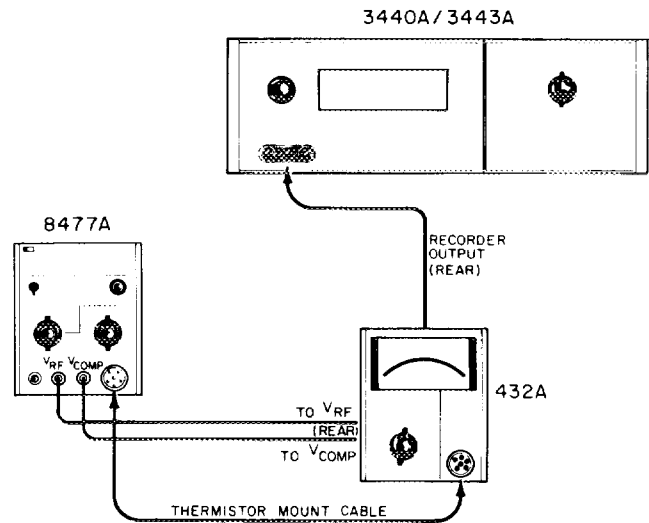 3440A/3443A
8477A
RECORDER
OUTPUT
(REAR)
VRF VCOMP
432A
TO VRF
(REAR)
TO VCOMP
THERMISTOR MOUNT CABLE